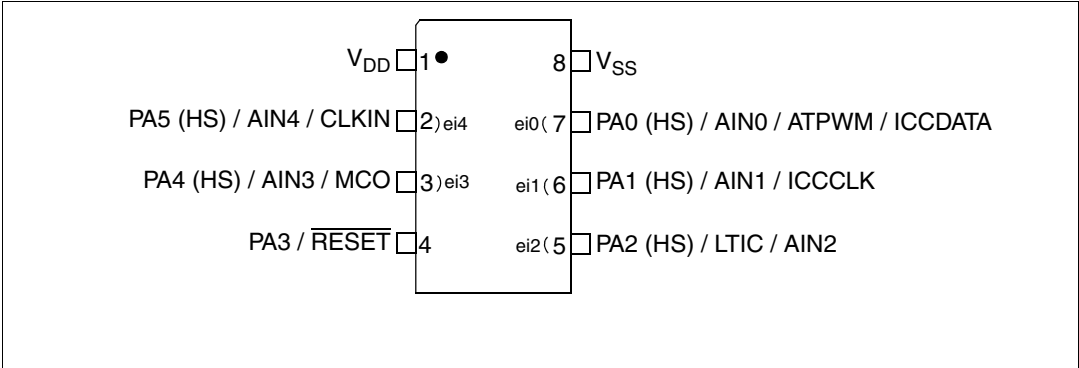 VDD 1 8 VSS
PA5 (HS) / AIN4 / CLKIN 2 ) ei4 ei0 ( 7 PA0 (HS) / AIN0 / ATPWM / ICCDATA
PA4 (HS) / AIN3 / MCO 3 ) ei3 ei1 ( 6 PA1 (HS) / AIN1 / ICCCLK
PA3 / RESET 4 ei2 ( 5 PA2 (HS) / LTIC / AIN2